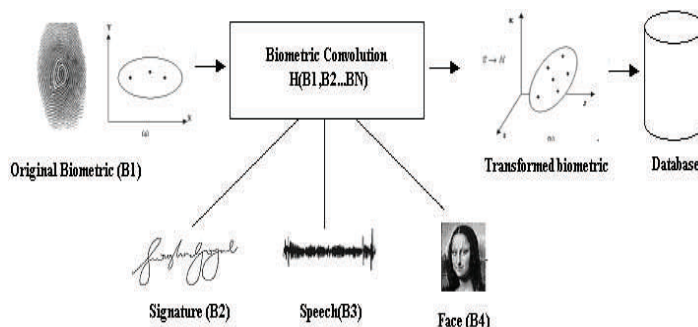 Biometric Convolution
H(B1,B2...BN)
Y
X
(a)
Original Biometric (B1)
Transformed biometric
Database
Signature (B2)
Speech(B3)
Face (B4)